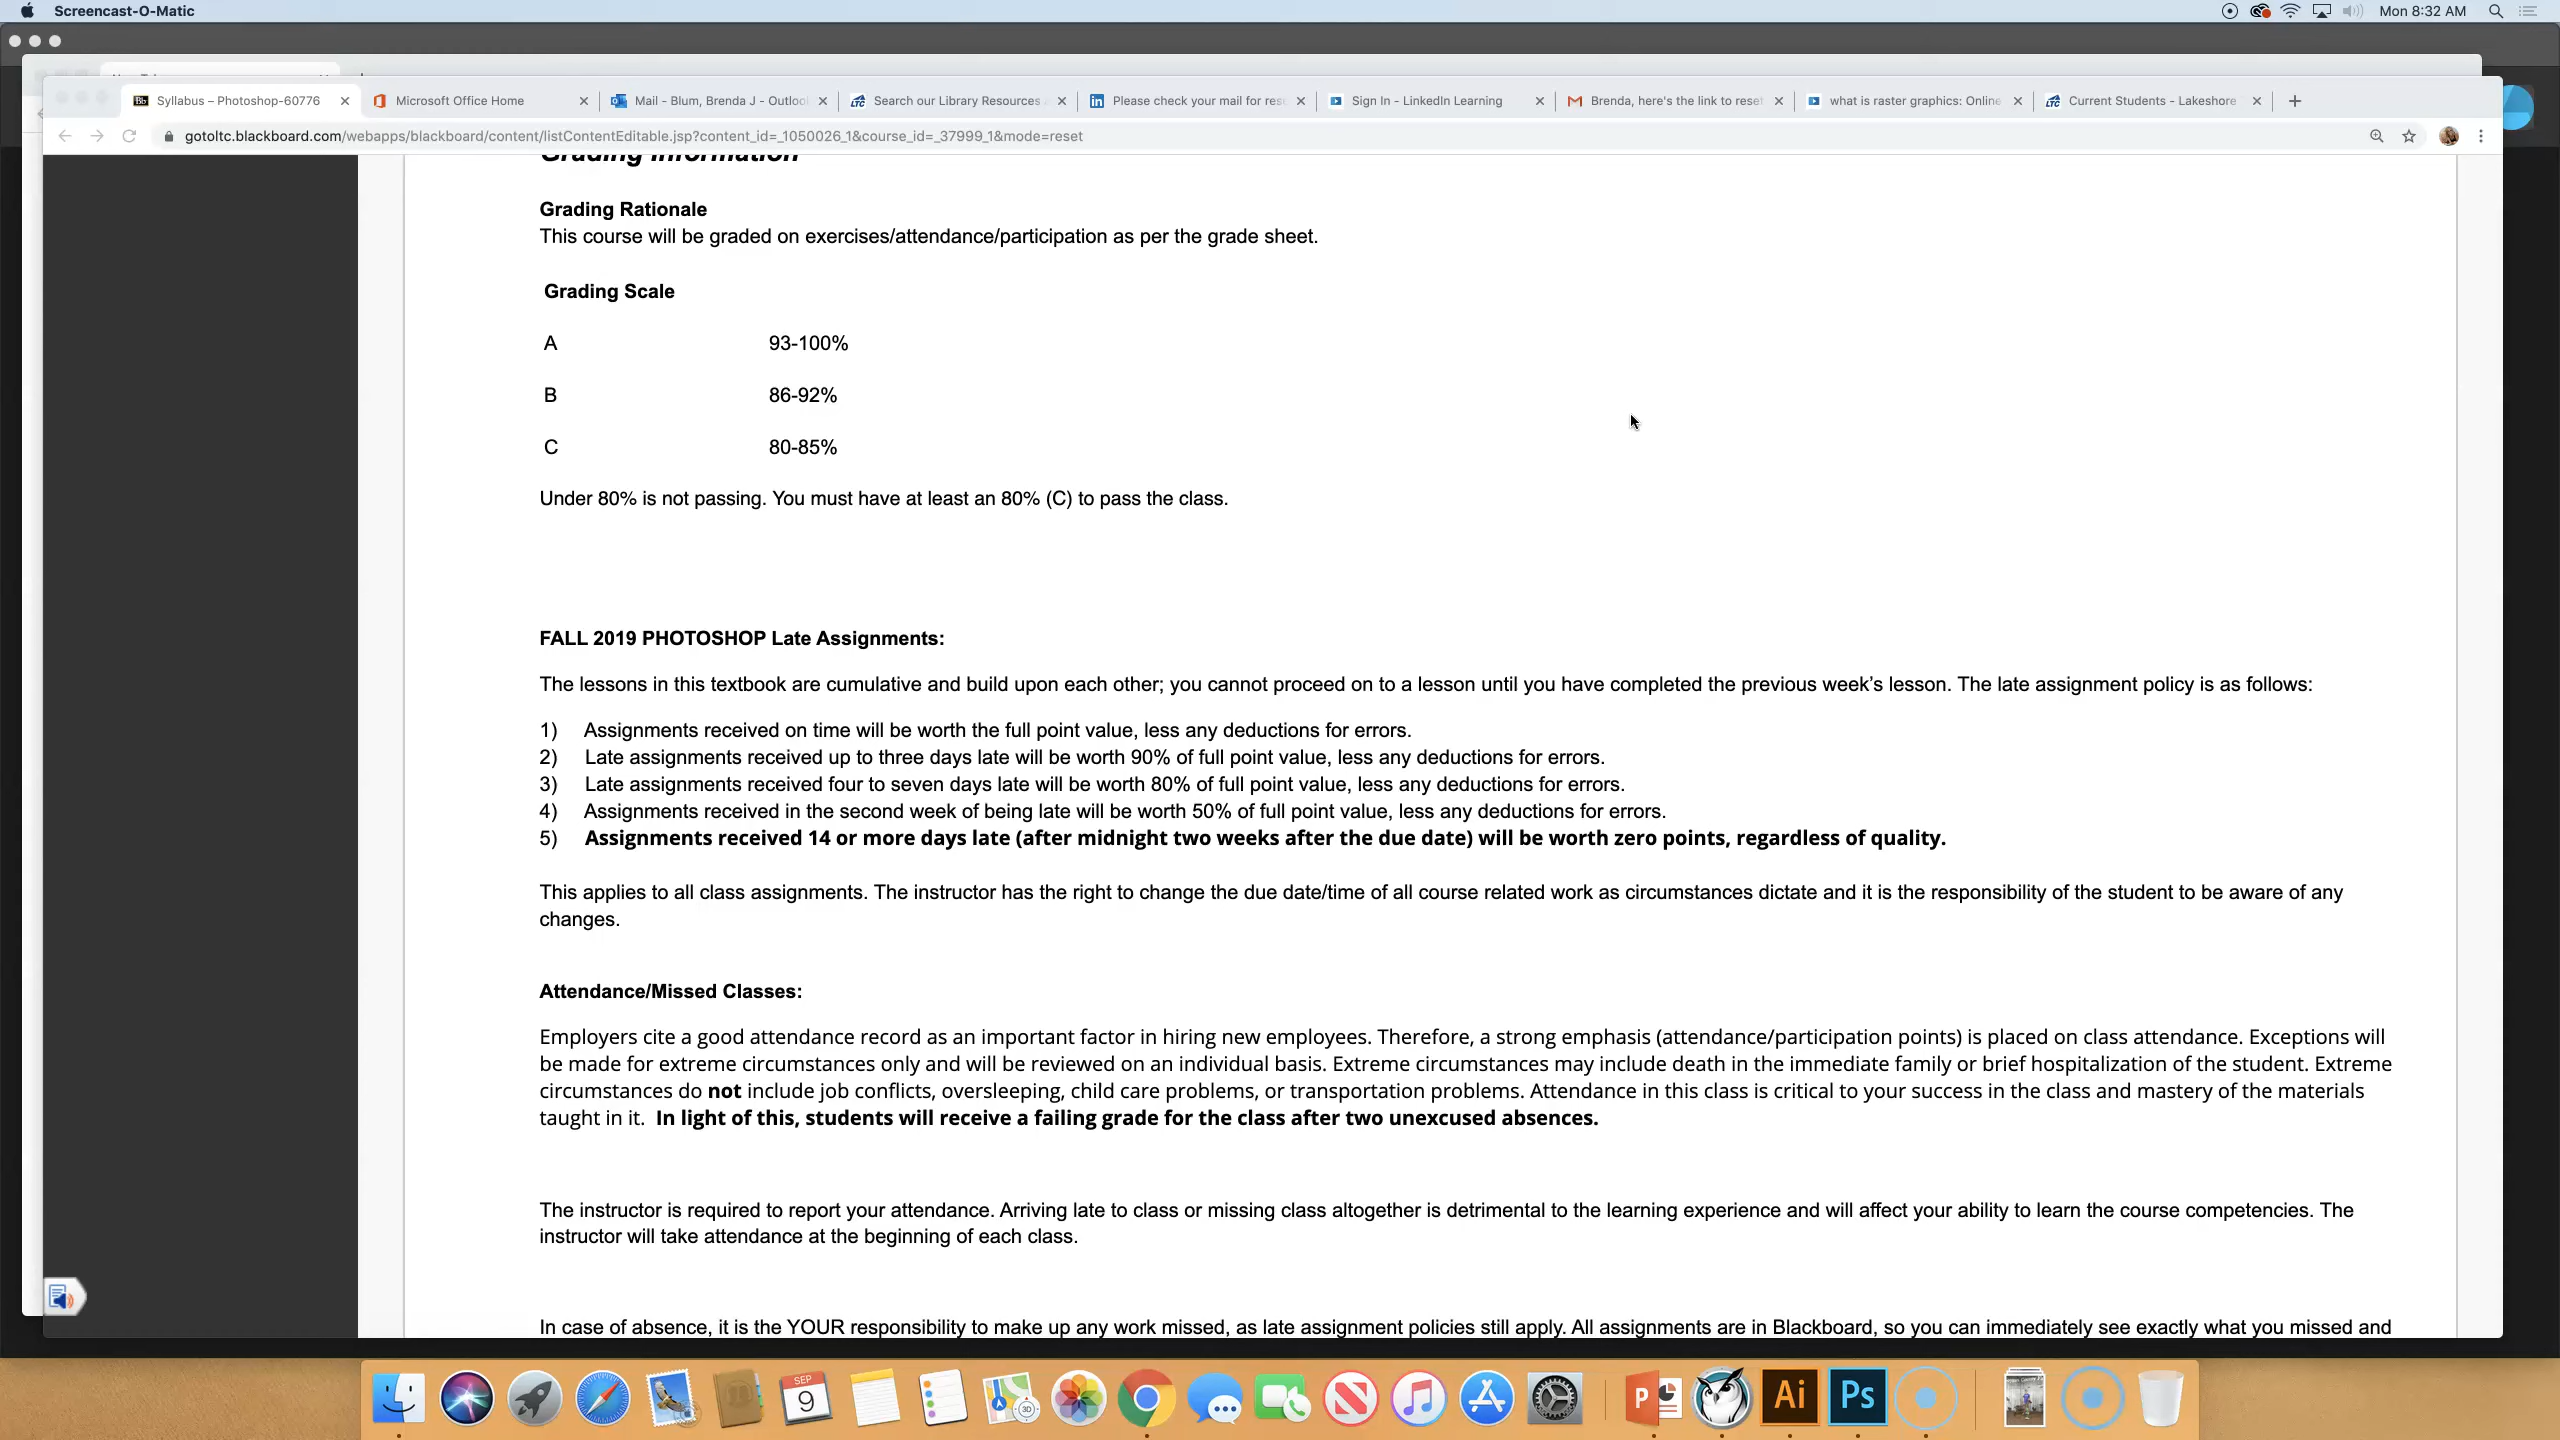 Screencast-O-Matic
Mon 8:32 AM
Syllabus – Photoshop-60776
Microsoft Office Home
Mail - Blum, Brenda J - Outloo
Search our Library Resources
Please check your mail for res
Sign In - LinkedIn Learning
Brenda, here's the link to reset
what is raster graphics: Online
Current Students - Lakeshore
gotoltc.blackboard.com/webapps/blackboard/content/listContentEditable.jsp?content_id=_1050026_1&course_id=_37999_1&mode=reset
Grading Information
Grading Rationale
This course will be graded on exercises/attendance/participation as per the grade sheet.
Grading Scale
A 93-100%
B 86-92%
C 80-85%
Under 80% is not passing. You must have at least an 80% (C) to pass the class.
FALL 2019 PHOTOSHOP Late Assignments:
The lessons in this textbook are cumulative and build upon each other; you cannot proceed on to a lesson until you have completed the previous week’s lesson. The late assignment policy is as follows:
1) Assignments received on time will be worth the full point value, less any deductions for errors.
2) Late assignments received up to three days late will be worth 90% of full point value, less any deductions for errors.
3) Late assignments received four to seven days late will be worth 80% of full point value, less any deductions for errors.
4) Assignments received in the second week of being late will be worth 50% of full point value, less any deductions for errors.
5) Assignments received 14 or more days late (after midnight two weeks after the due date) will be worth zero points, regardless of quality.
This applies to all class assignments. The instructor has the right to change the due date/time of all course related work as circumstances dictate and it is the responsibility of the student to be aware of any
changes.
Attendance/Missed Classes:
Employers cite a good attendance record as an important factor in hiring new employees. Therefore, a strong emphasis (attendance/participation points) is placed on class attendance. Exceptions will
be made for extreme circumstances only and will be reviewed on an individual basis. Extreme circumstances may include death in the immediate family or brief hospitalization of the student. Extreme
circumstances do not include job conflicts, oversleeping, child care problems, or transportation problems. Attendance in this class is critical to your success in the class and mastery of the materials
taught in it. In light of this, students will receive a failing grade for the class after two unexcused absences.
The instructor is required to report your attendance. Arriving late to class or missing class altogether is detrimental to the learning experience and will affect your ability to learn the course competencies. The
instructor will take attendance at the beginning of each class.
In case of absence, it is the YOUR responsibility to make up any work missed, as late assignment policies still apply. All assignments are in Blackboard, so you can immediately see exactly what you missed and
SEP
9
3D
P
Ai
Ps